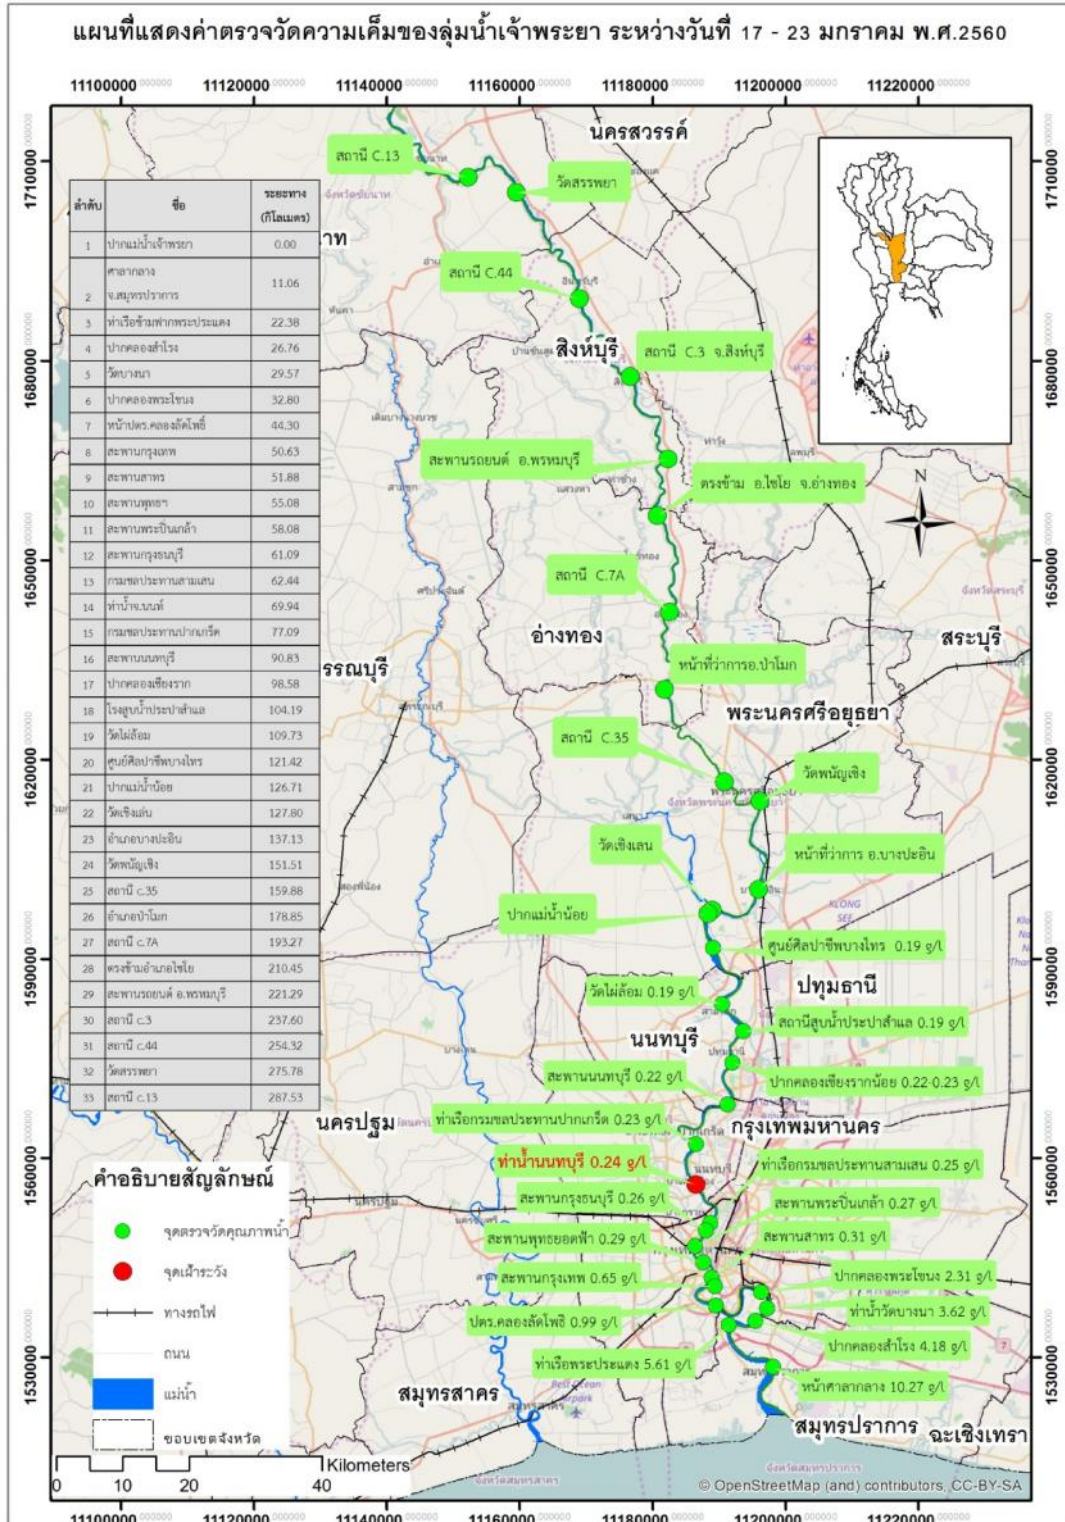 แผนที่แสดงค่าตรวจวัดความเค็มของลุ่มน้ำเจ้าพระยา ระหว่างวันที่ 17 - 23 มกราคม พ.ศ.2560
11100000 11120000 11140000 11160000 11180000 11200000 11220000
1710000
1680000
1650000
1620000
1590000
1560000
1530000
ลำดับ ชื่อ ระยะทาง (กิโลเมตร)
1 ปากแม่น้ำเจ้าพรยา 0.00
2 ศาลากลาง จ.สมุทรปราการ 11.06
3 ท่าเรือข้ามฟากพระประแดง 22.38
4 ปากคลองสำโรง 26.76
5 วัดบางนา 29.57
6 ปากคลองพระโขนง 32.80
7 หน้าปตร.คลองลัดโพธิ์ 44.30
8 สะพานกรุงเทพ 50.63
9 สะพานสาทร 51.88
10 สะพานพุทธฯ 55.08
11 สะพานพระปิ่นเกล้า 58.08
12 สะพานกรุงธนบุรี 61.09
13 กรมชลประทานสามเสน 62.44
14 ท่าน้ำจ.นนท์ 69.94
15 กรมชลประทานปากเกร็ด 77.09
16 สะพานนนทบุรี 90.83
17 ปากคลองเชียงราก 98.58
18 โรงสูบน้ำประปาสำแล 104.19
19 วัดไผ่ล้อม 109.73
20 ศูนย์ศิลปาชีพบางไทร 121.42
21 ปากแม่น้ำน้อย 126.71
22 วัดเชิงเล่น 127.80
23 อำเภอบางปะอิน 137.13
24 วัดพนัญเชิง 151.51
25 สถานี c.35 159.88
26 อำเภอป่าโมก 178.85
27 สถานี c.7A 193.27
28 ตรงข้ามอำเภอไชโย 210.45
29 สะพานรถยนต์ อ.พรหมบุรี 221.29
30 สถานี c.3 237.60
31 สถานี c.44 254.32
32 วัดสรรพยา 275.78
33 สถานี c.13 287.53
นครสวรรค์
สถานี C.13
วัดสรรพยา
สถานี C.44
สิงห์บุรี
สถานี C.3 จ.สิงห์บุรี
สะพานรถยนต์ อ.พรหมบุรี
ตรงข้าม อ.ไชโย จ.อ่างทอง
N
สถานี C.7A
อ่างทอง
สระบุรี
หน้าที่ว่าการอ.ป่าโมก
รรณบุรี
พระนครศรีอยุธยา
สถานี C.35
วัดพนัญเชิง
วัดเชิงเลน
หน้าที่ว่าการ อ.บางปะอิน
ปากแม่น้ำน้อย
KLONG SEE
ศูนย์ศิลปาชีพบางไทร 0.19 g/l
วัดไผ่ล้อม 0.19 g/l
ปทุมธานี
สถานีสูบน้ำประปาสำแล 0.19 g/l
นนทบุรี
สะพานนนทบุรี 0.22 g/l
ปากคลองเชียงรากน้อย 0.22-0.23 g/l
ท่าเรือกรมชลประทานปากเกร็ด 0.23 g/l
นครปฐม
กรุงเทพมหานคร
ท่าน้ำนนทบุรี 0.24 g/l
ท่าเรือกรมชลประทานสามเสน 0.25 g/l
สะพานกรุงธนบุรี 0.26 g/l
สะพานพระปิ่นเกล้า 0.27 g/l
สะพานพุทธยอดฟ้า 0.29 g/l
สะพานสาทร 0.31 g/l
สะพานกรุงเทพ 0.65 g/l
ปากคลองพระโขนง 2.31 g/l
ปตร.คลองลัดโพธิ 0.99 g/l
ท่าน้ำวัดบางนา 3.62 g/l
ปากคลองสำโรง 4.18 g/l
ท่าเรือพระประแดง 5.61 g/l
หน้าศาลากลาง 10.27 g/l
สมุทรสาคร
สมุทรปราการ
ฉะเชิงเทรา
คำอธิบายสัญลักษณ์
จุดตรวจวัดคุณภาพน้ำ
จุดเฝ้าระวัง
ทางรถไฟ
ถนน
แม่น้ำ
ขอบเขตจังหวัด
Kilometers
0 10 20 40
จังหวัดสมุทรสาคร
จังหวัดสมุทรปราการ
© OpenStreetMap (and) contributors, CC-BY-SA
11100000 11120000 11140000 11160000 11180000 11200000 11220000